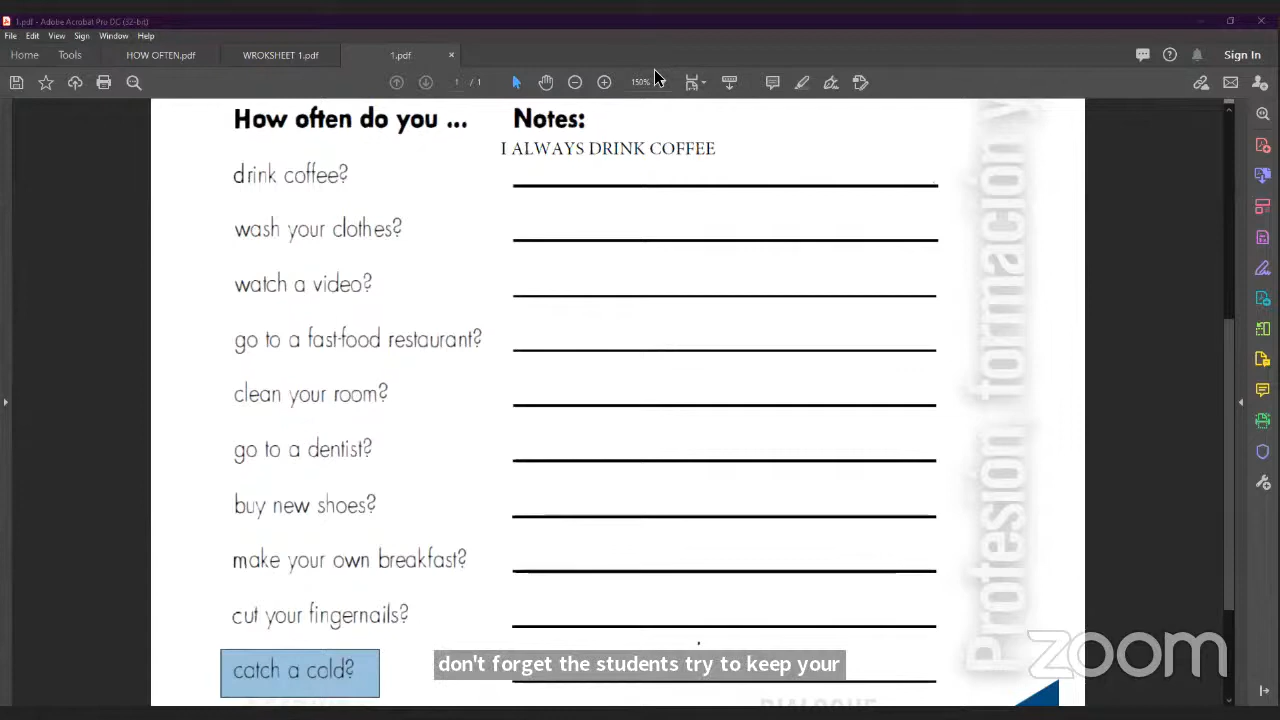 1.pdf - Adobe Acrobat Pro DC (32-bit)
File Edit View Sign Window Help
Home Tools HOW OFTEN.pdf WROKSHEET 1.pdf 1.pdf × Sign In
1 / 1 150%
How often do you ... Notes:
I ALWAYS DRINK COFFEE
drink coffee?
wash your clothes?
watch a video?
go to a fast-food restaurant?
clean your room?
go to a dentist?
buy new shoes?
make your own breakfast?
cut your fingernails?
catch a cold?
don't forget the students try to keep your
Profesión formación y
zoom
DIALOGUE